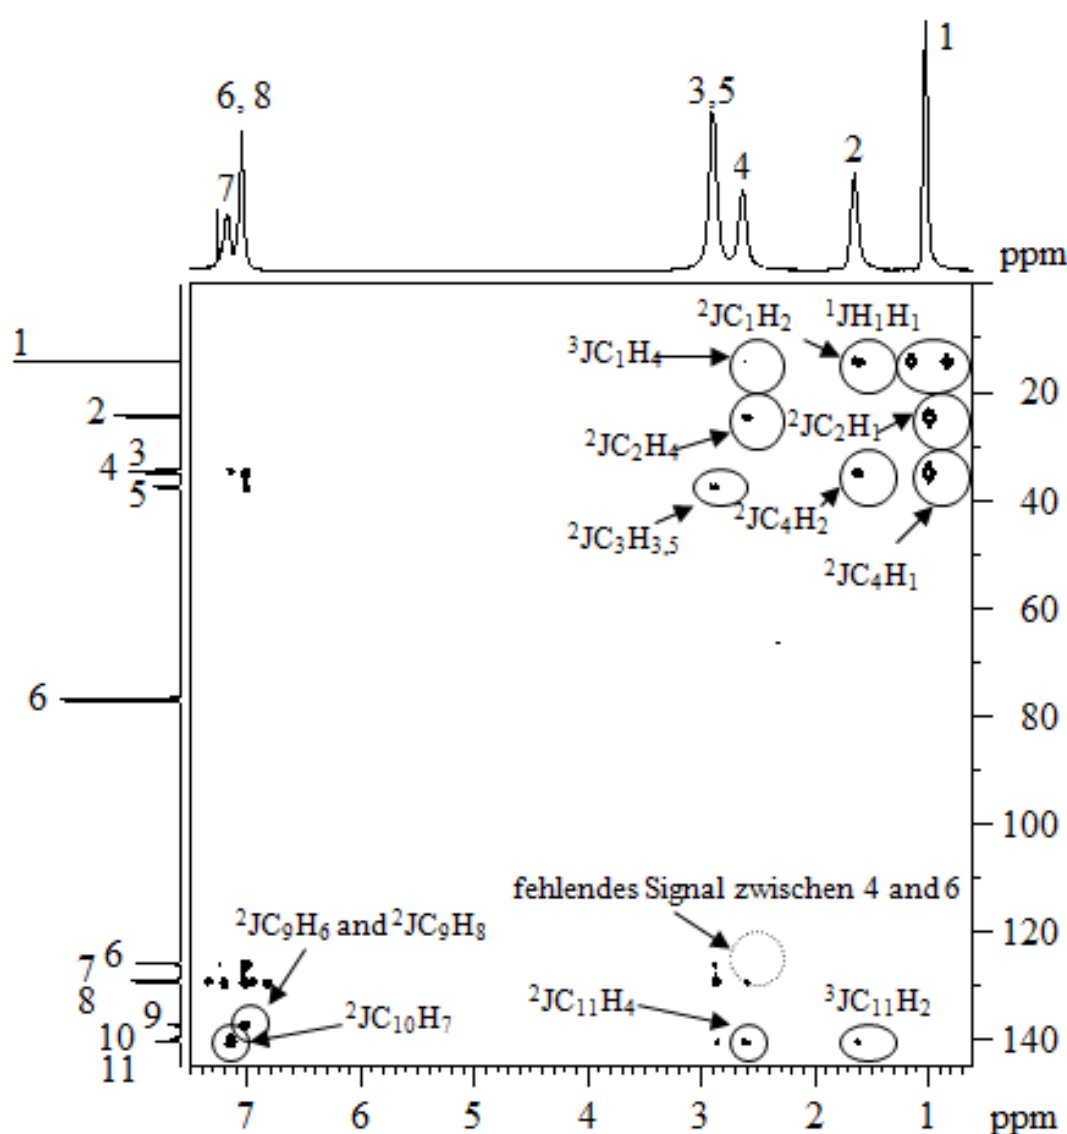 1
6, 8
3,5
7
4
2
ppm
²JC₁H₂
¹JH₁H₁
1
³JC₁H₄
20
2
²JC₂H₁
²JC₂H₄
3
4
5
40
²JC₃H₃,₅
²JC₄H₂
²JC₄H₁
60
6
80
100
fehlendes Signal zwischen 4 and 6
²JC₉H₆ and ²JC₉H₈
120
6
7
8
²JC₁₁H₄
³JC₁₁H₂
²JC₁₀H₇
9
10
140
11
7 6 5 4 3 2 1 ppm